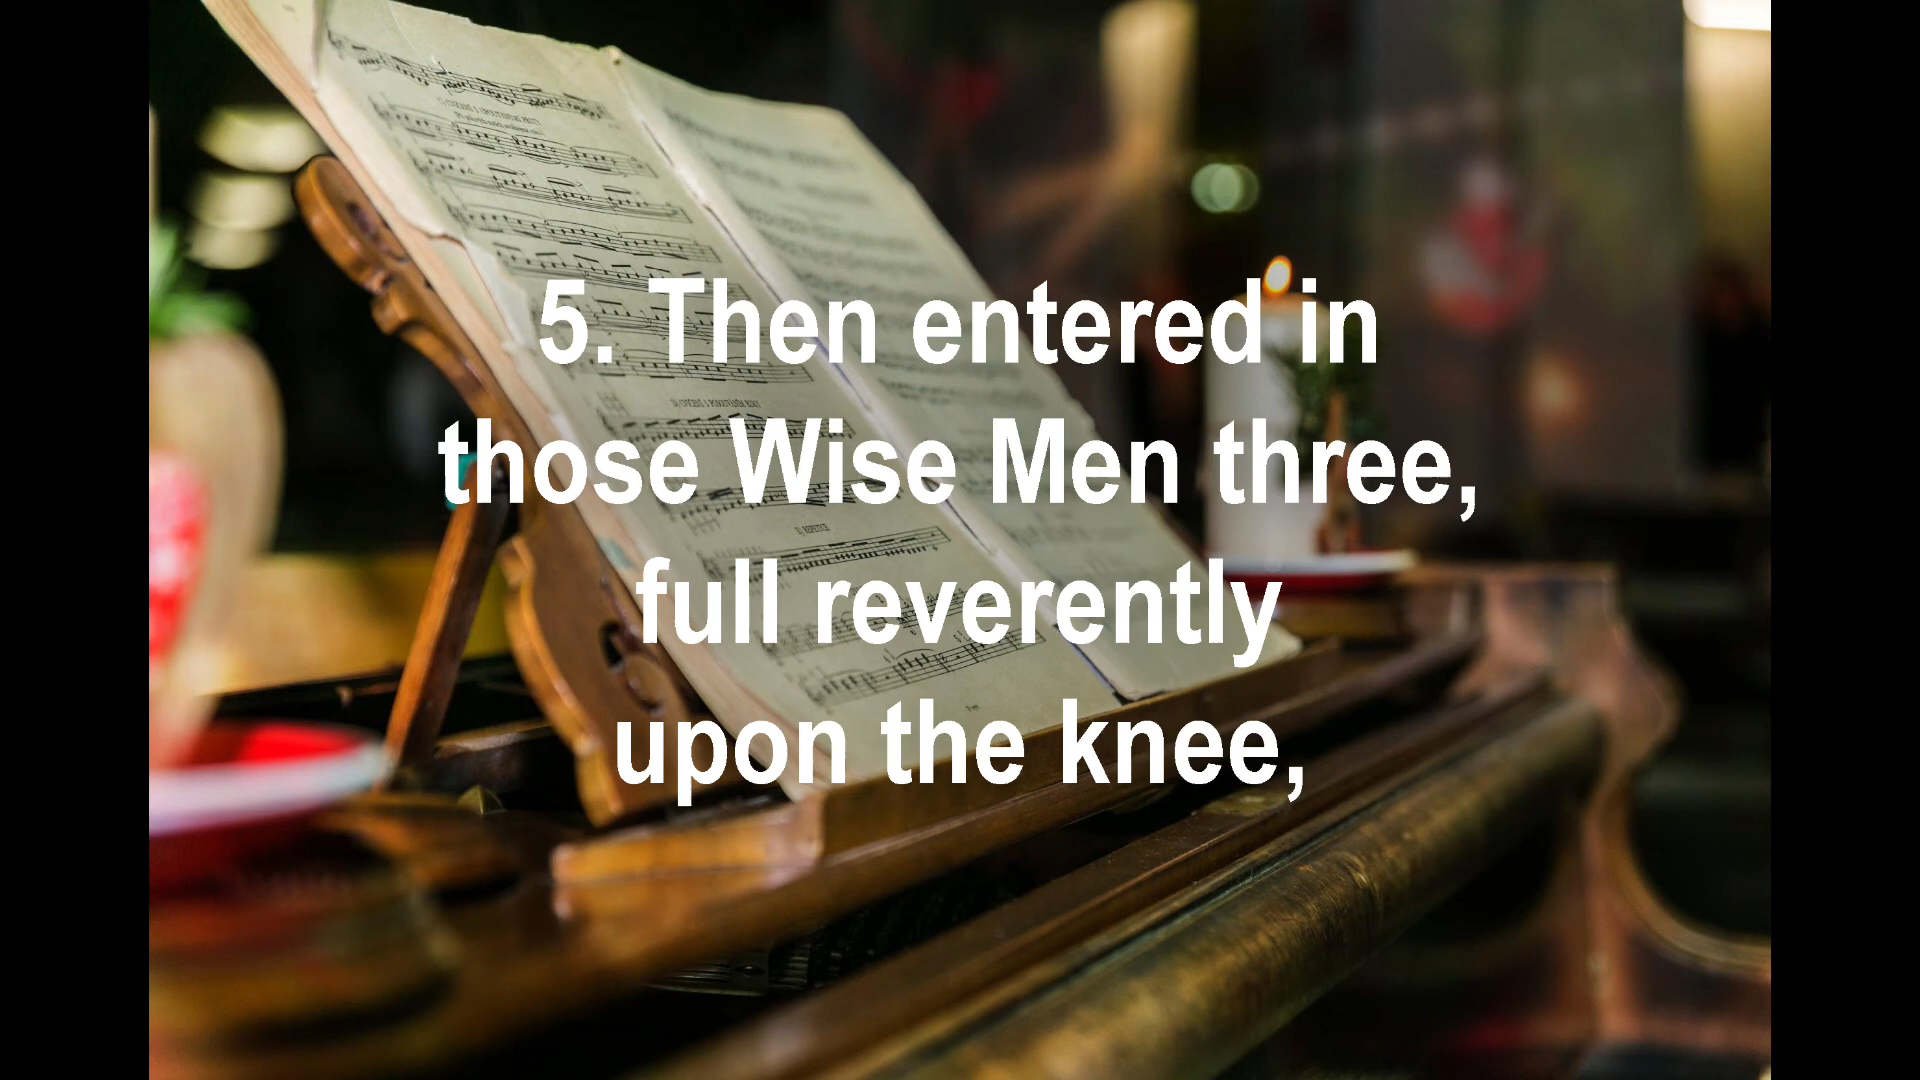 5. Then entered in
those Wise Men three,
full reverently
upon the knee,